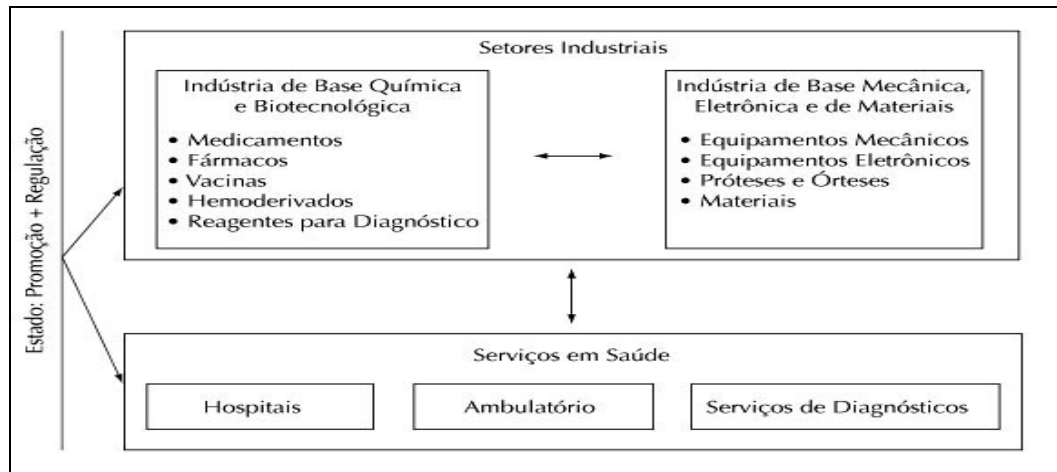 Estado: Promoção + Regulação
Setores Industriais
Indústria de Base Química
e Biotecnológica
• Medicamentos
• Fármacos
• Vacinas
• Hemoderivados
• Reagentes para Diagnóstico
Indústria de Base Mecânica,
Eletrônica e de Materiais
• Equipamentos Mecânicos
• Equipamentos Eletrônicos
• Próteses e Órteses
• Materiais
Serviços em Saúde
Hospitais
Ambulatório
Serviços de Diagnósticos